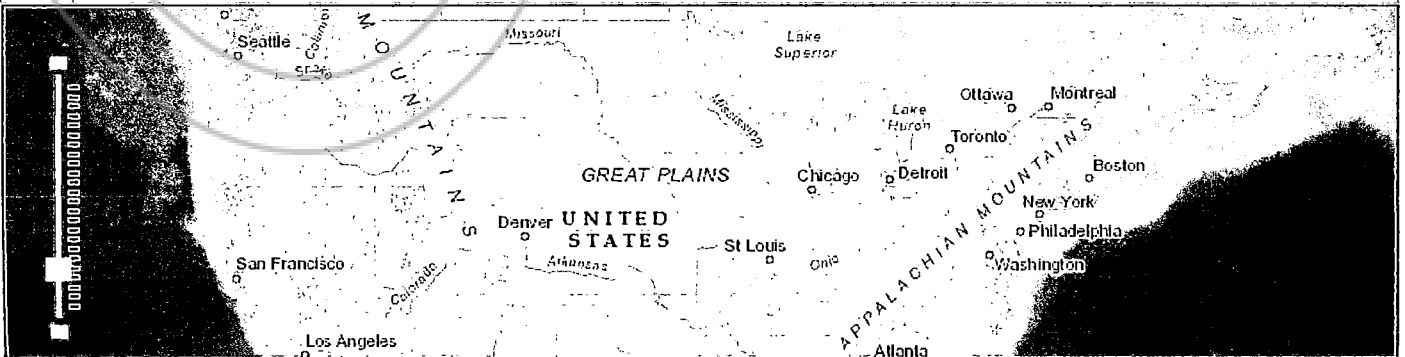 MOUNTAINS
Missouri
Seattle
Lake
Superior
Snake
Mississippi
Ottawa
Montreal
Lake
Huron
Toronto
Boston
GREAT PLAINS
Chicago
Detroit
New York
Denver
UNITED
STATES
Philadelphia
St Louis
Washington
San Francisco
Arkansas
Ohio
Colorado
APPALACHIAN MOUNTAINS
Los Angeles
Atlanta